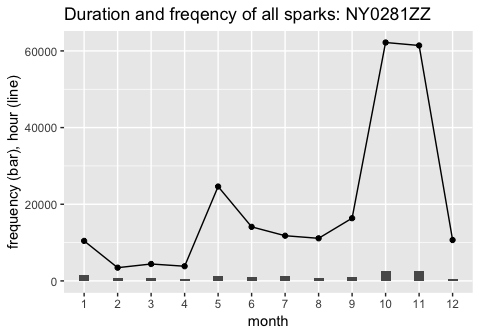 Duration and freqency of all sparks: NY0281ZZ
frequency (bar), hour (line)
60000
40000
20000
0
1 2 3 4 5 6 7 8 9 10 11 12
month